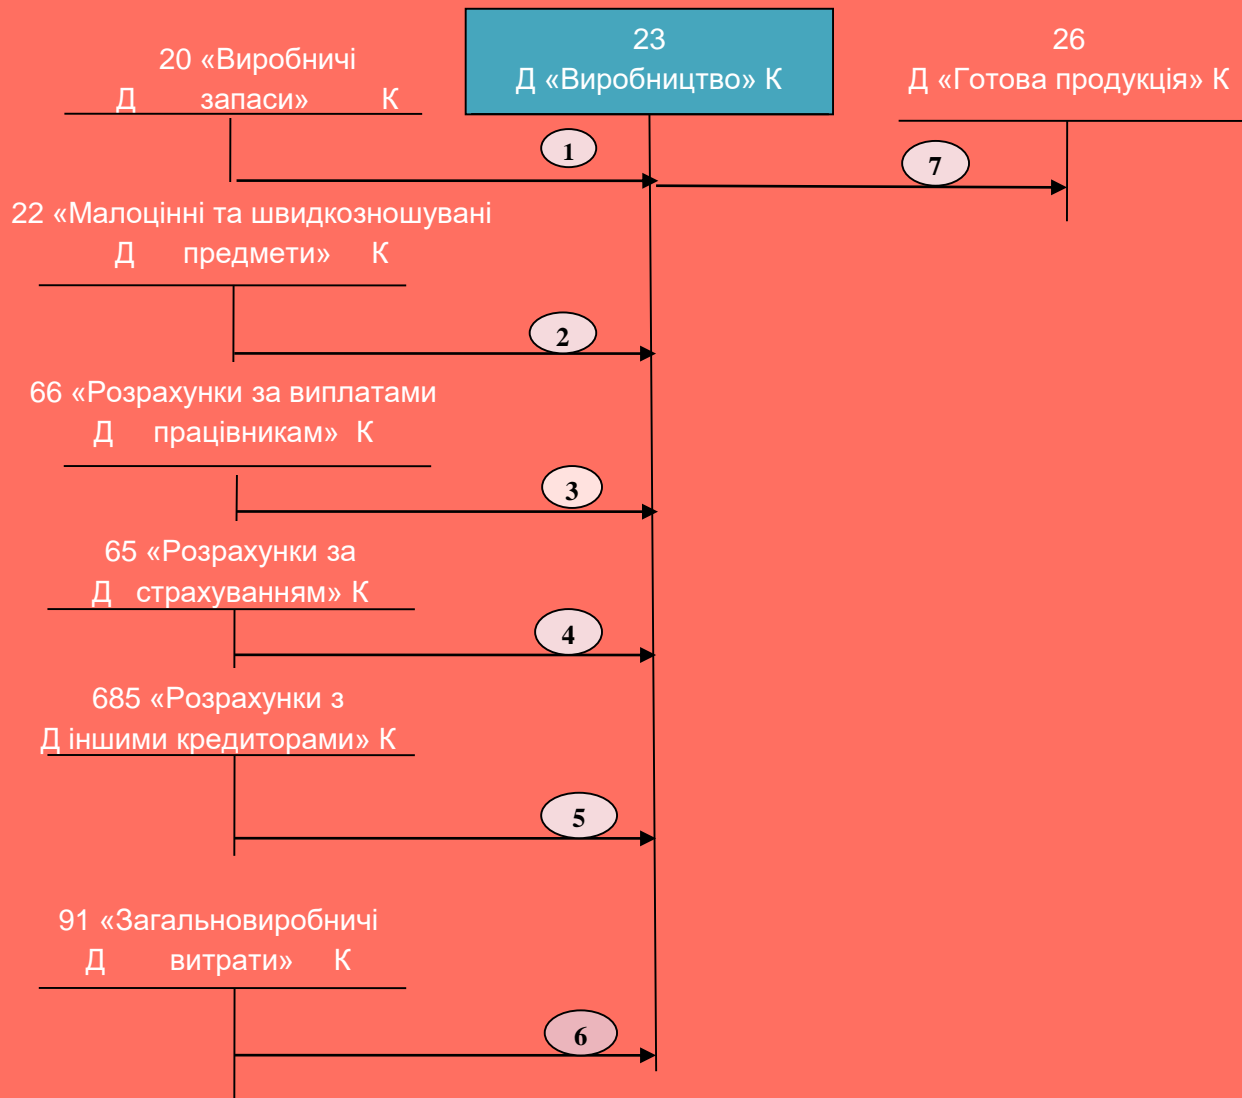 23
Д «Виробництво» К
26
Д «Готова продукція» К
20 «Виробничі
Д запаси» К
1
7
22 «Малоцінні та швидкозношувані
Д предмети» К
2
66 «Розрахунки за виплатами
Д працівникам» К
3
65 «Розрахунки за
Д страхуванням» К
4
685 «Розрахунки з
Д іншими кредиторами» К
5
91 «Загальновиробничі
Д витрати» К
6